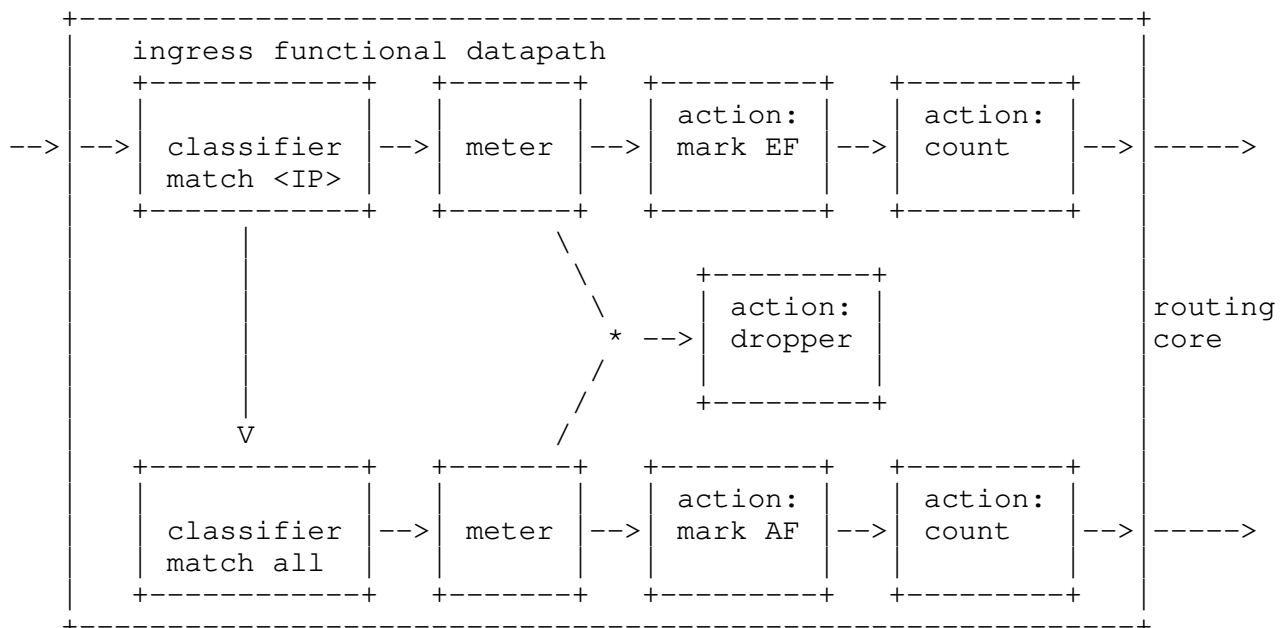 ingress functional datapath
action: action:
classifier meter mark EF count
match <IP>
action: routing
dropper core
action: action:
classifier meter mark AF count
match all